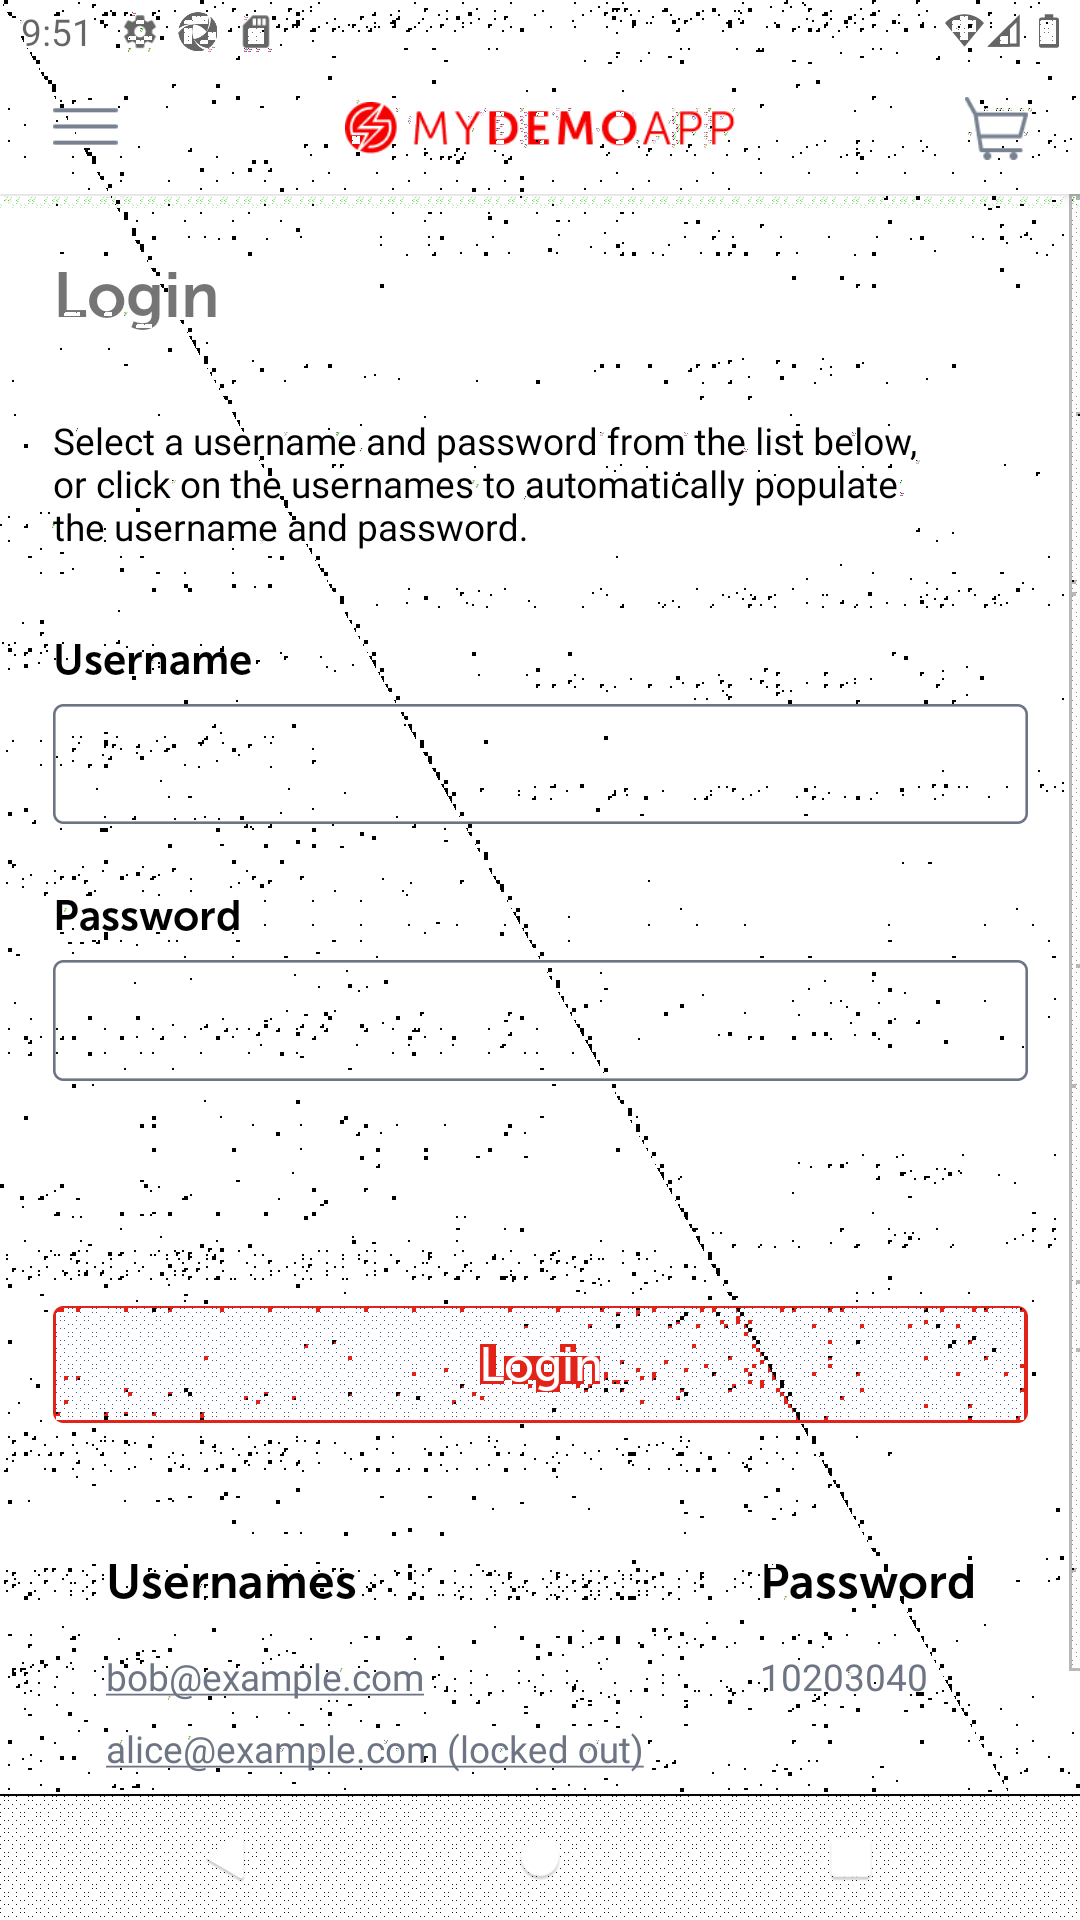 9:51
MYDEMOAPP
Login
Select a username and password from the list below,
or click on the usernames to automatically populate
the username and password.
Username
Password
Login
Usernames Password
bob@example.com 10203040
alice@example.com (locked out)